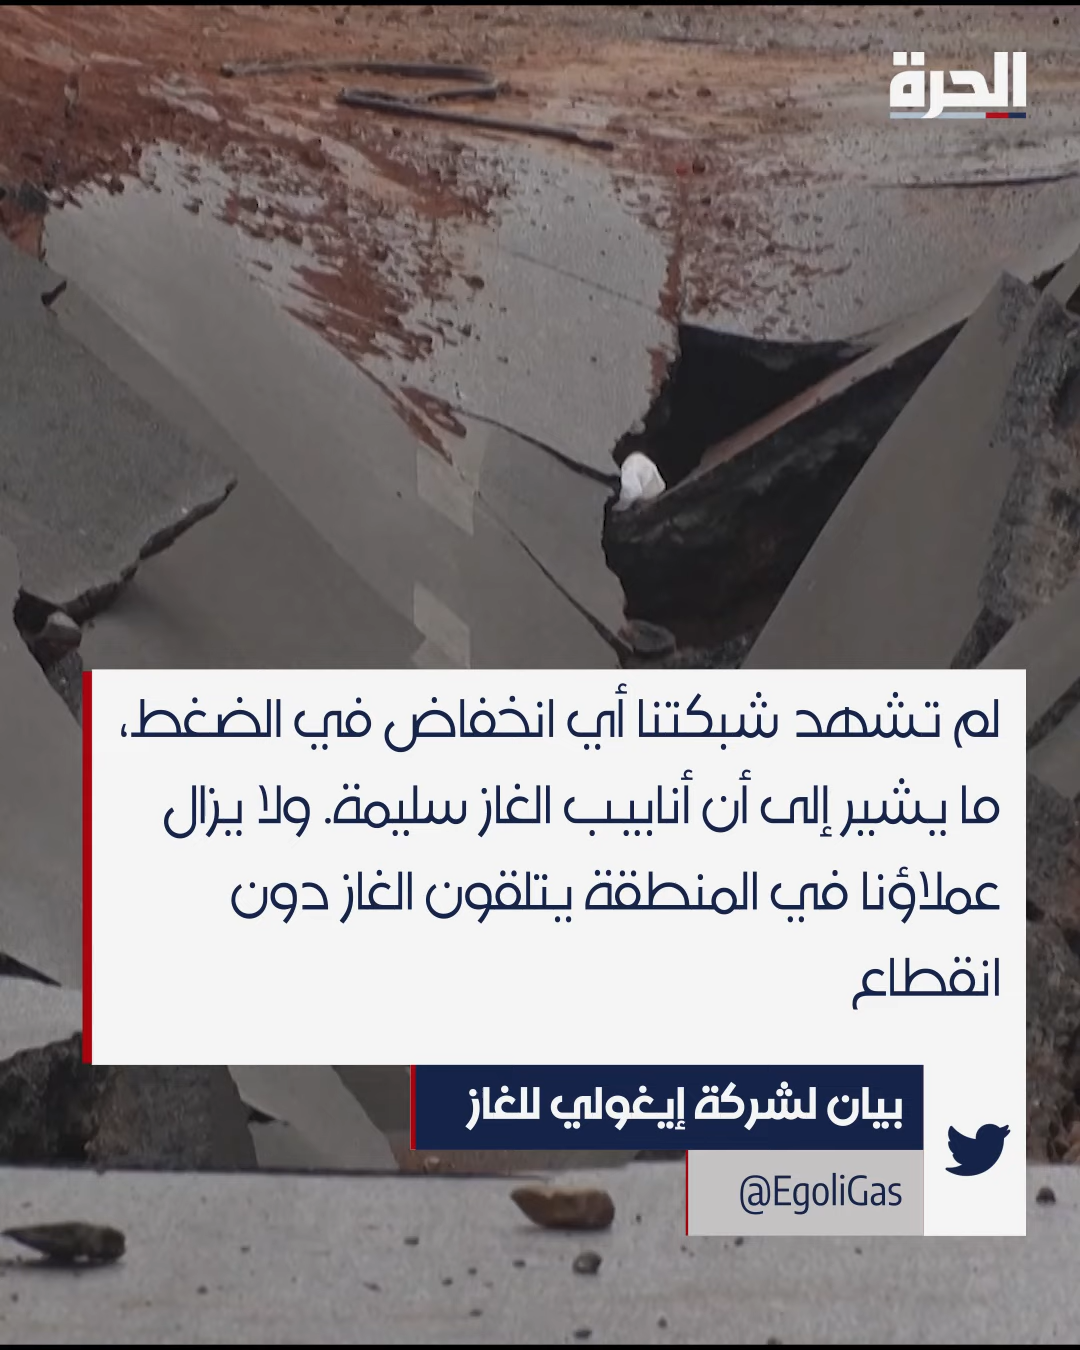 الحرة
لم تشهد شبكتنا أي انخفاض في الضغط،
ما يشير إلى أن أنابيب الغاز سليمة. ولا يزال
عملاؤنا في المنطقة يتلقون الغاز دون
انقطاع
بيان لشركة إيغولي للغاز
@EgoliGas